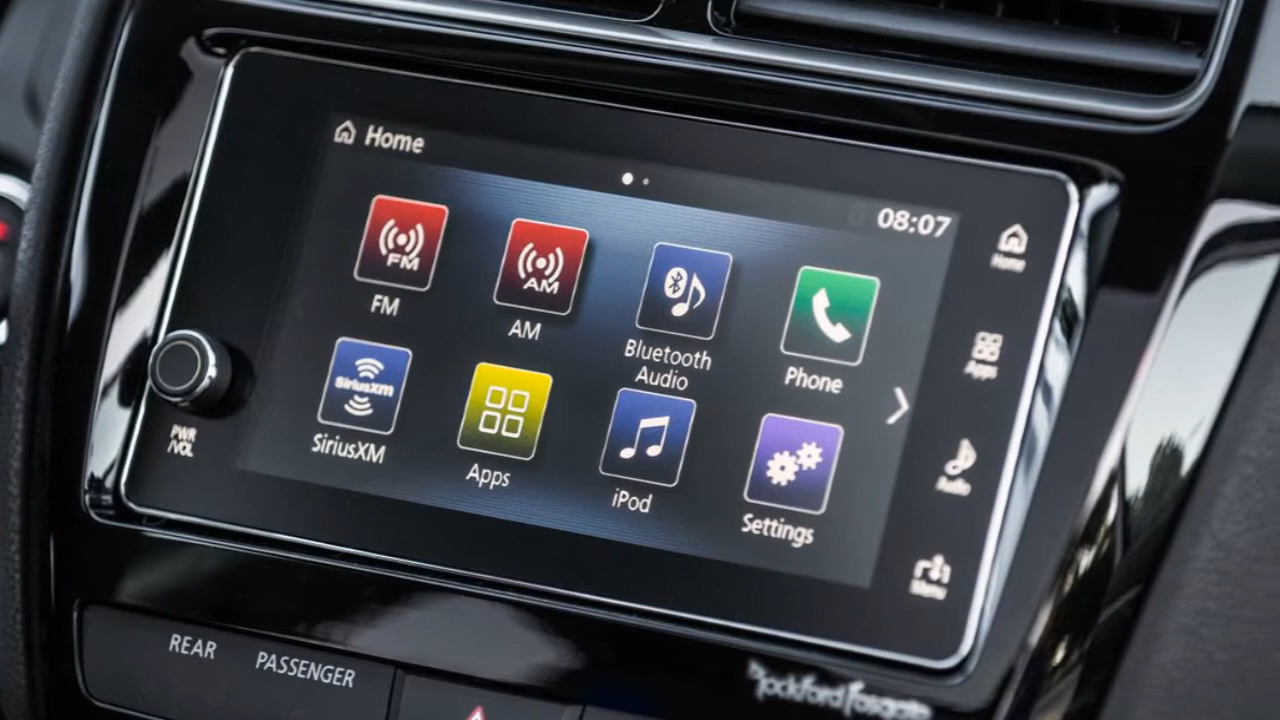 Home
08:07
FM
AM
FM
AM
Bluetooth
Audio
Phone
SiriusXM
SiriusXM
Apps
iPod
Settings
Home
Apps
Audio
Menu
PWR
/VOL
REAR
PASSENGER
Rockford Fosgate